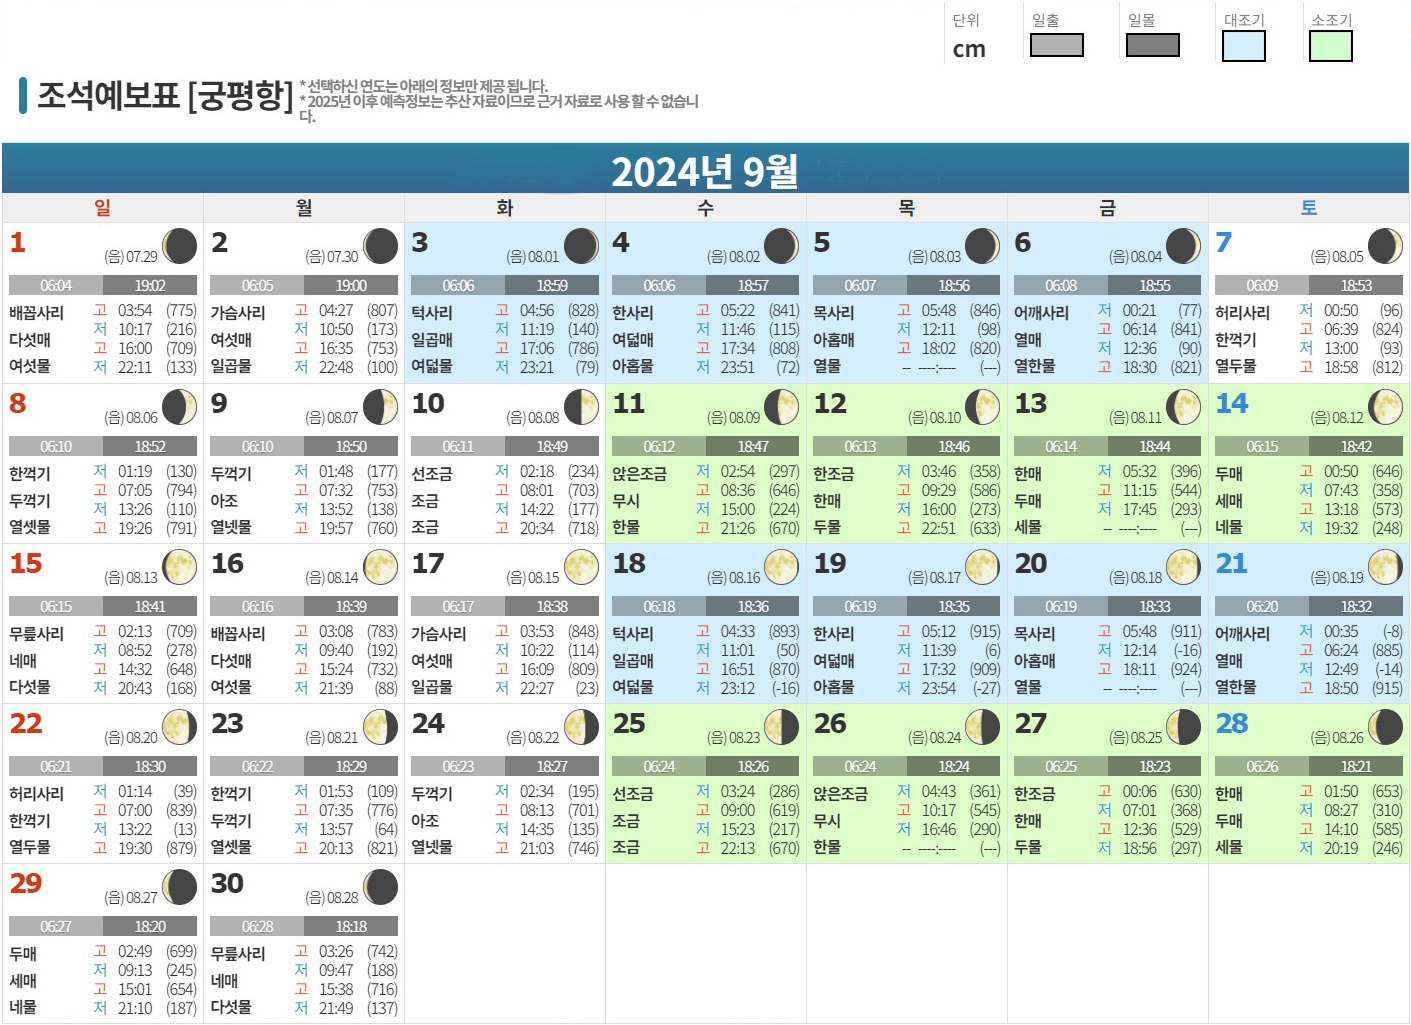 단위 일출 일몰 대조기 소조기
cm
조석예보표 [궁평항]
* 선택하신 연도는 아래의 정보만 제공 됩니다.
* 2025년 이후 예측정보는 추산 자료이므로 근거 자료로 사용 할 수 없습니
다.
2024년 9월
일 월 화 수 목 금 토
1 (음) 07.29
06:04 19:02
배꼽사리 고 03:54 (775)
저 10:17 (216)
다섯매
고 16:00 (709)
여섯물 저 22:11 (133)
2 (음) 07.30
06:05 19:00
가슴사리 고 04:27 (807)
저 10:50 (173)
여섯매
고 16:35 (753)
일곱물 저 22:48 (100)
3 (음) 08.01
06:06 18:59
턱사리 고 04:56 (828)
저 11:19 (140)
일곱매
고 17:06 (786)
여덟물 저 23:21 (79)
4 (음) 08.02
06:06 18:57
한사리 고 05:22 (841)
저 11:46 (115)
여덟매
고 17:34 (808)
아홉물 저 23:51 (72)
5 (음) 08.03
06:07 18:56
목사리 고 05:48 (846)
저 12:11 (98)
아홉매
고 18:02 (820)
열물 -- ----:---- (---)
6 (음) 08.04
06:08 18:55
어깨사리 저 00:21 (77)
고 06:14 (841)
열매
저 12:36 (90)
열한물 고 18:30 (821)
7 (음) 08.05
06:09 18:53
허리사리 저 00:50 (96)
고 06:39 (824)
한꺽기
저 13:00 (93)
열두물 고 18:58 (812)
8 (음) 08.06
06:10 18:52
한꺽기 저 01:19 (130)
고 07:05 (794)
두꺽기
저 13:26 (110)
열셋물 고 19:26 (791)
9 (음) 08.07
06:10 18:50
두꺽기 저 01:48 (177)
고 07:32 (753)
아조
저 13:52 (138)
열넷물 고 19:57 (760)
10 (음) 08.08
06:11 18:49
선조금 저 02:18 (234)
고 08:01 (703)
조금
저 14:22 (177)
조금 고 20:34 (718)
11 (음) 08.09
06:12 18:47
앉은조금 저 02:54 (297)
고 08:36 (646)
무시
저 15:00 (224)
한물 고 21:26 (670)
12 (음) 08.10
06:13 18:46
한조금 저 03:46 (358)
고 09:29 (586)
한매
저 16:00 (273)
두물 고 22:51 (633)
13 (음) 08.11
06:14 18:44
한매 저 05:32 (396)
고 11:15 (544)
두매
저 17:45 (293)
세물 -- ----:---- (---)
14 (음) 08.12
06:15 18:42
두매 고 00:50 (646)
저 07:43 (358)
세매
고 13:18 (573)
네물 저 19:32 (248)
15 (음) 08.13
06:15 18:41
무릎사리 고 02:13 (709)
저 08:52 (278)
네매
고 14:32 (648)
다섯물 저 20:43 (168)
16 (음) 08.14
06:16 18:39
배꼽사리 고 03:08 (783)
저 09:40 (192)
다섯매
고 15:24 (732)
여섯물 저 21:39 (88)
17 (음) 08.15
06:17 18:38
가슴사리 고 03:53 (848)
저 10:22 (114)
여섯매
고 16:09 (809)
일곱물 저 22:27 (23)
18 (음) 08.16
06:18 18:36
턱사리 고 04:33 (893)
저 11:01 (50)
일곱매
고 16:51 (870)
여덟물 저 23:12 (-16)
19 (음) 08.17
06:19 18:35
한사리 고 05:12 (915)
저 11:39 (6)
여덟매
고 17:32 (909)
아홉물 저 23:54 (-27)
20 (음) 08.18
06:19 18:33
목사리 고 05:48 (911)
저 12:14 (-16)
아홉매
고 18:11 (924)
열물 -- ----:---- (---)
21 (음) 08.19
06:20 18:32
어깨사리 저 00:35 (-8)
고 06:24 (885)
열매
저 12:49 (-14)
열한물 고 18:50 (915)
22 (음) 08.20
06:21 18:30
허리사리 저 01:14 (39)
고 07:00 (839)
한꺽기
저 13:22 (13)
열두물 고 19:30 (879)
23 (음) 08.21
06:22 18:29
한꺽기 저 01:53 (109)
고 07:35 (776)
두꺽기
저 13:57 (64)
열셋물 고 20:13 (821)
24 (음) 08.22
06:23 18:27
두꺽기 저 02:34 (195)
고 08:13 (701)
아조
저 14:35 (135)
열넷물 고 21:03 (746)
25 (음) 08.23
06:24 18:26
선조금 저 03:24 (286)
고 09:00 (619)
조금
저 15:23 (217)
조금 고 22:13 (670)
26 (음) 08.24
06:24 18:24
앉은조금 저 04:43 (361)
고 10:17 (545)
무시
저 16:46 (290)
한물 -- ----:---- (---)
27 (음) 08.25
06:25 18:23
한조금 고 00:06 (630)
저 07:01 (368)
한매
고 12:36 (529)
두물 저 18:56 (297)
28 (음) 08.26
06:26 18:21
한매 고 01:50 (653)
저 08:27 (310)
두매
고 14:10 (585)
세물 저 20:19 (246)
29 (음) 08.27
06:27 18:20
두매 고 02:49 (699)
저 09:13 (245)
세매
고 15:01 (654)
네물 저 21:10 (187)
30 (음) 08.28
06:28 18:18
무릎사리 고 03:26 (742)
저 09:47 (188)
네매
고 15:38 (716)
다섯물 저 21:49 (137)